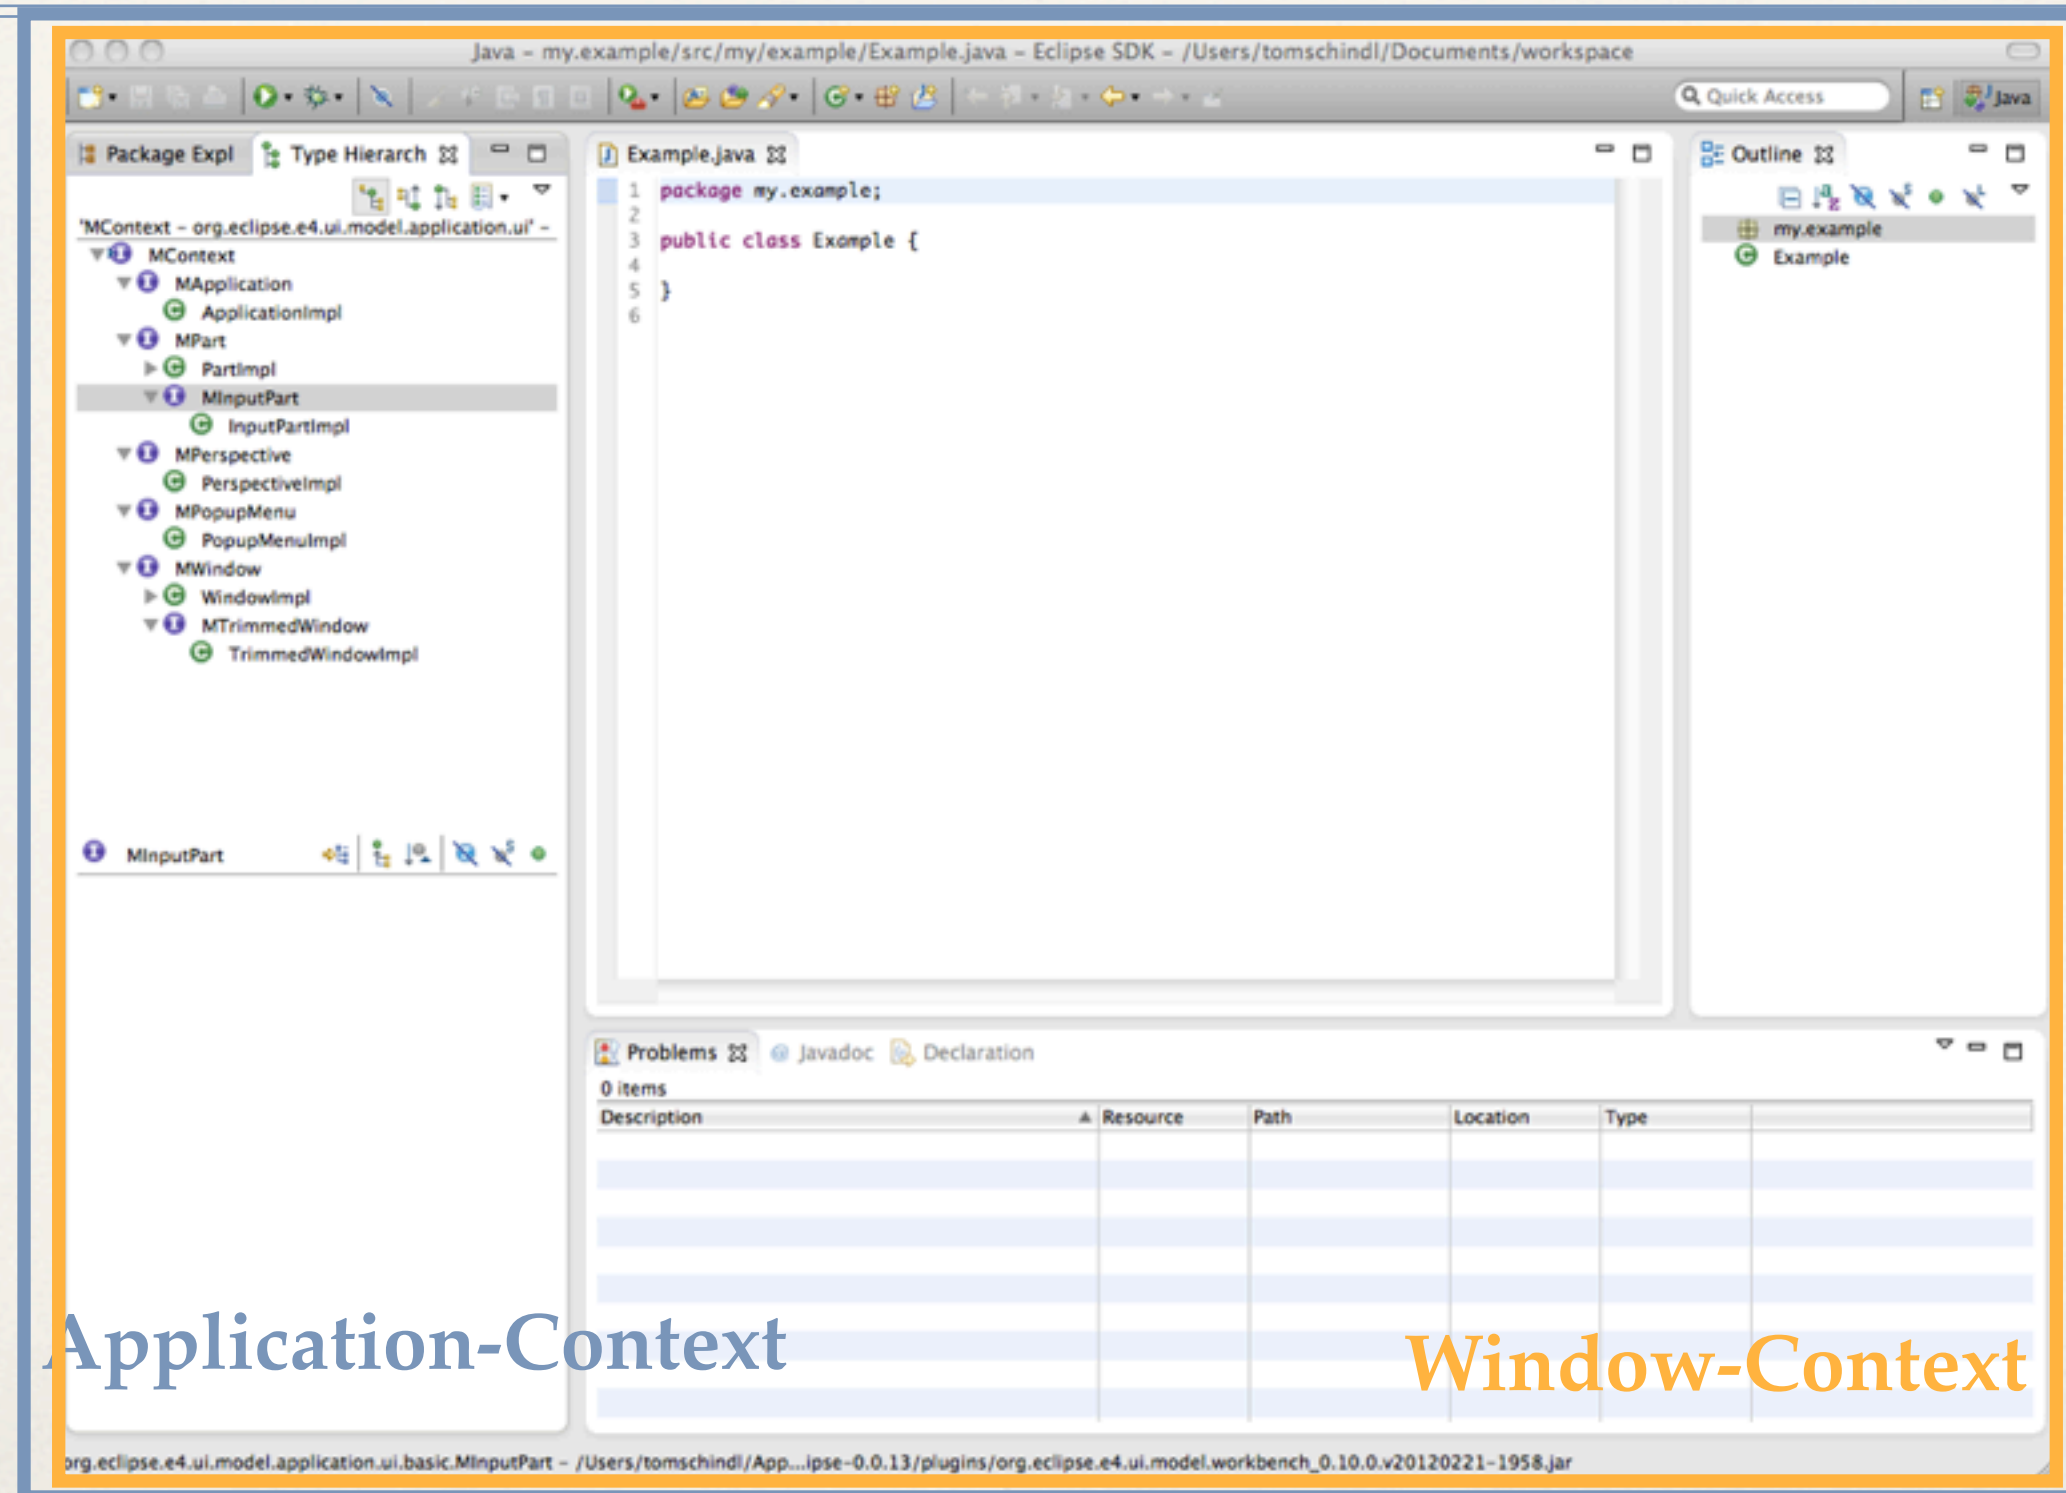 Java – my.example/src/my/example/Example.java – Eclipse SDK – /Users/tomschindl/Documents/workspace
Quick Access
Java
Package Expl
Type Hierarch
'MContext – org.eclipse.e4.ui.model.application.ui' –
MContext
MApplication
ApplicationImpl
MPart
PartImpl
MInputPart
InputPartImpl
MPerspective
PerspectiveImpl
MPopupMenu
PopupMenuImpl
MWindow
WindowImpl
MTrimmedWindow
TrimmedWindowImpl
MInputPart
Example.java
1 package my.example;
2
3 public class Example {
4
5 }
6
Outline
my.example
Example
Problems Javadoc Declaration
0 items
Description Resource Path Location Type
Application-Context
Window-Context
org.eclipse.e4.ui.model.application.ui.basic.MInputPart – /Users/tomschindl/App...ipse-0.0.13/plugins/org.eclipse.e4.ui.model.workbench_0.10.0.v20120221-1958.jar